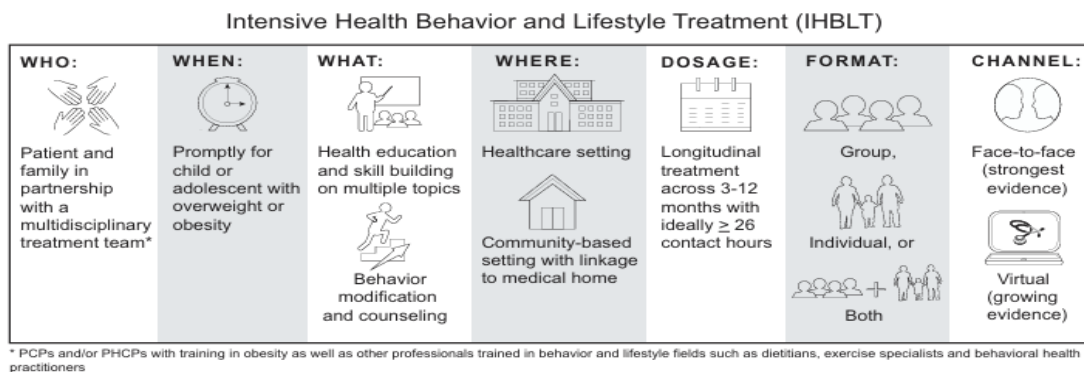 Intensive Health Behavior and Lifestyle Treatment (IHBLT)
WHO:
Patient and
family in
partnership
with a
multidisciplinary
treatment team*
WHEN:
Promptly for
child or
adolescent with
overweight or
obesity
WHAT:
Health education
and skill building
on multiple topics
Behavior
modification
and counseling
WHERE:
Healthcare setting
Community-based
setting with linkage
to medical home
DOSAGE:
Longitudinal
treatment
across 3-12
months with
ideally ≥ 26
contact hours
FORMAT:
Group,
Individual, or
Both
CHANNEL:
Face-to-face
(strongest
evidence)
Virtual
(growing
evidence)
* PCPs and/or PHCPs with training in obesity as well as other professionals trained in behavior and lifestyle fields such as dietitians, exercise specialists and behavioral health
practitioners